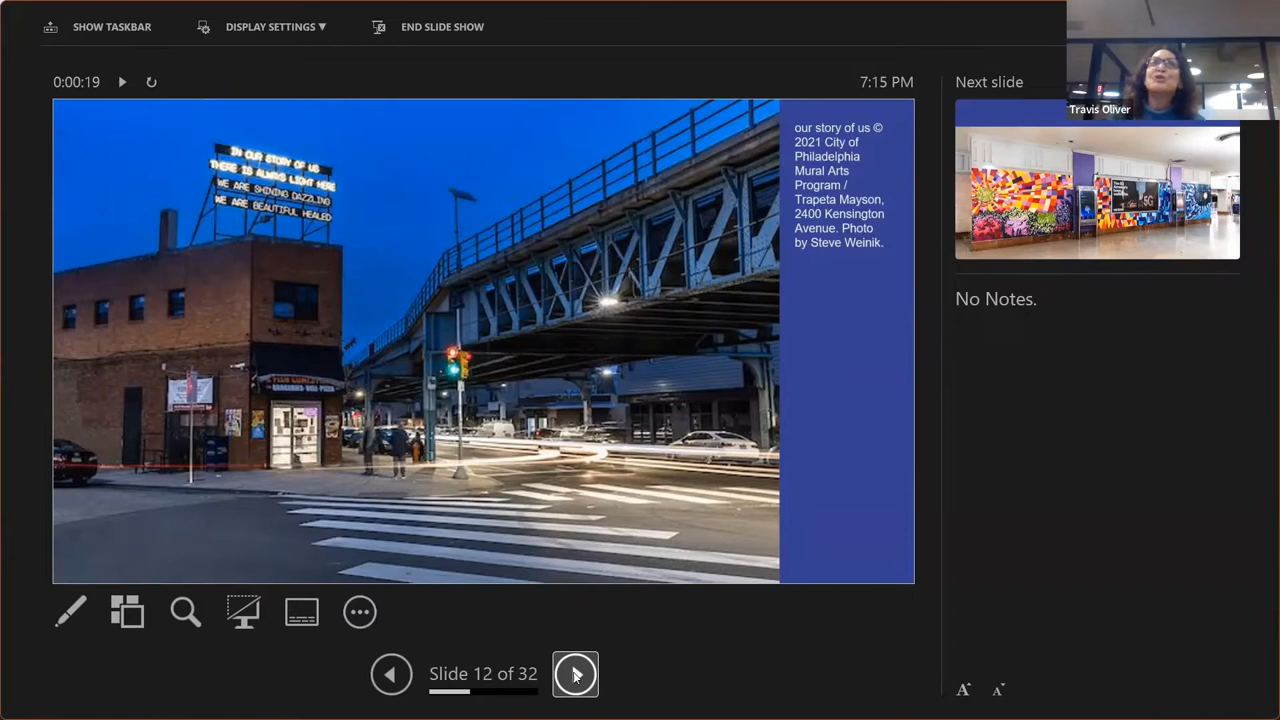 SHOW TASKBAR
DISPLAY SETTINGS ▼
END SLIDE SHOW
0:00:19
7:15 PM
Next slide
Travis Oliver
IN OUR STORY OF US
THERE IS ALWAYS LIGHT HERE
WE ARE SHINING DAZZLING
WE ARE BEAUTIFUL HEALED
our story of us ©
2021 City of
Philadelphia
Mural Arts
Program /
Trapeta Mayson,
2400 Kensington
Avenue. Photo
by Steve Weinik.
5G
No Notes.
Slide 12 of 32
A
A